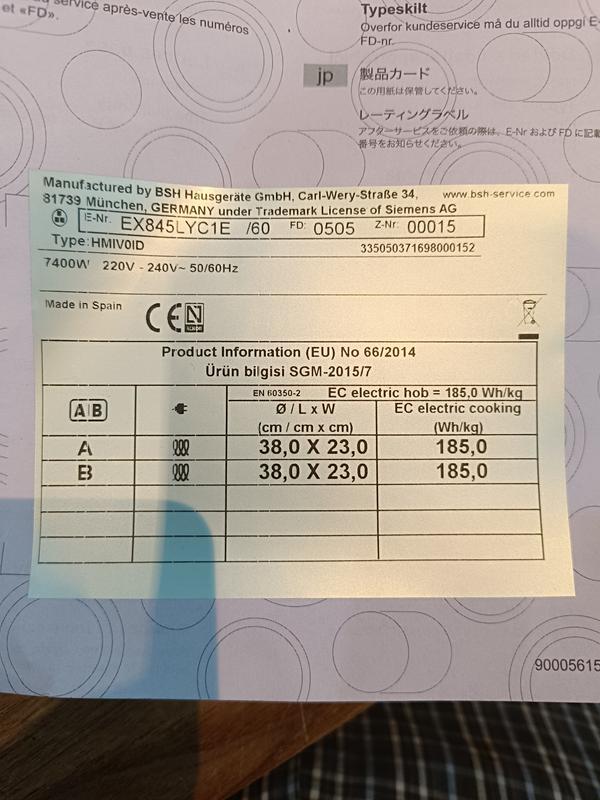 service après-vente les numéros
et «FD».
Typeskilt
Overfor kundeservice må du alltid oppgi E-
FD-nr.
jp 製品カード
この用紙は保管してください。
レーティングラベル
アフターサービスをご依頼の際は、E-Nr および FD に記載
番号をお知らせください。
Manufactured by BSH Hausgeräte GmbH, Carl-Wery-Straße 34, www.bsh-service.com
81739 München, GERMANY under Trademark License of Siemens AG
E-Nr. EX845LYC1E /60 FD: 0505 Z-Nr: 00015
Type: HMIV0ID 335050371698000152
7400W 220V - 240V~ 50/60Hz
Made in Spain CE N
Product Information (EU) No 66/2014
Ürün bilgisi SGM-2015/7
EN 60350-2 EC electric hob = 185,0 Wh/kg
A B Ø / L x W EC electric cooking
(cm / cm x cm) (Wh/kg)
A 38,0 X 23,0 185,0
B 38,0 X 23,0 185,0
90005615